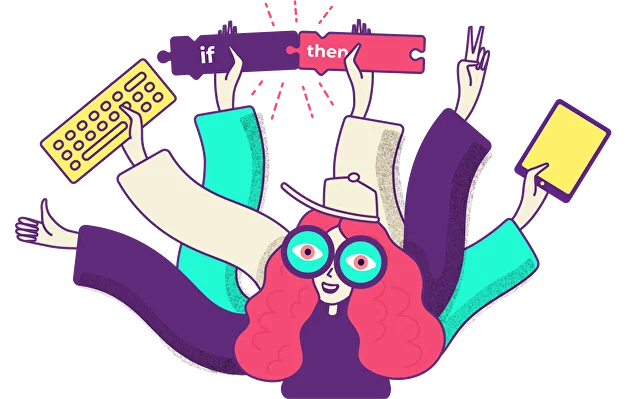 if then